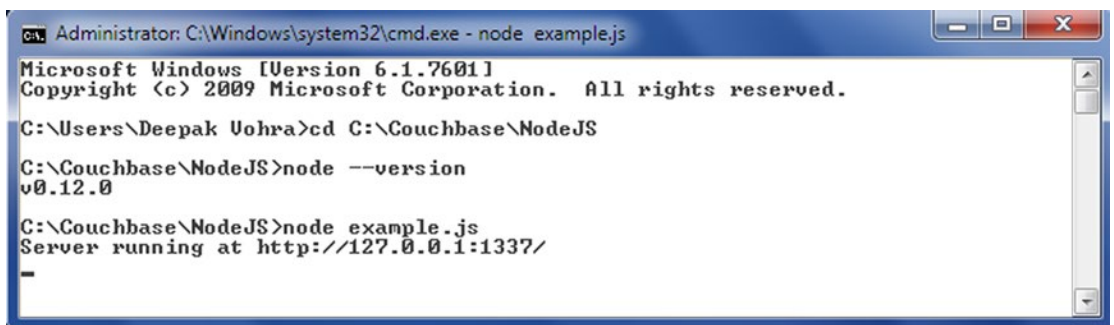 Administrator: C:\Windows\system32\cmd.exe - node example.js
Microsoft Windows [Version 6.1.7601]
Copyright (c) 2009 Microsoft Corporation. All rights reserved.
C:\Users\Deepak Vohra>cd C:\Couchbase\NodeJS
C:\Couchbase\NodeJS>node --version
v0.12.0
C:\Couchbase\NodeJS>node example.js
Server running at http://127.0.0.1:1337/